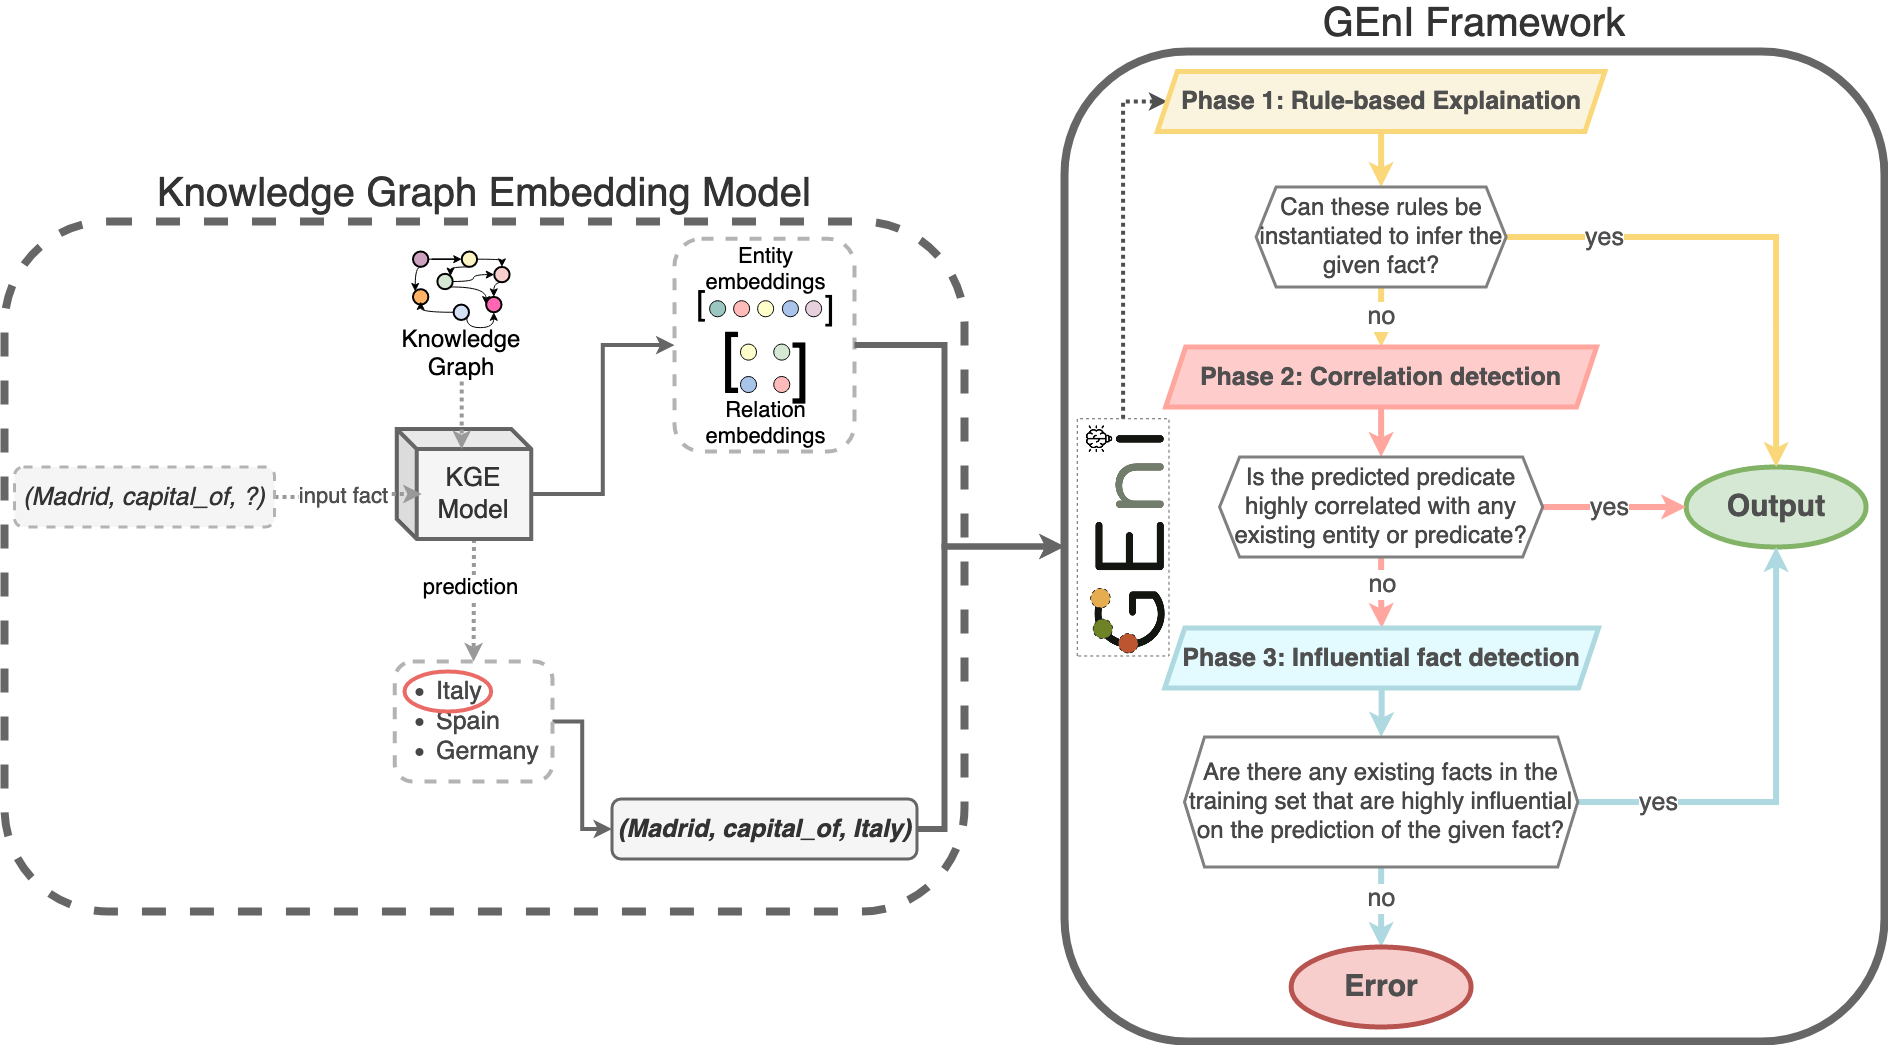 Knowledge Graph Embedding Model
Knowledge
Graph
(Madrid, capital_of, ?)
input fact
KGE
Model
prediction
• Italy
• Spain
• Germany
Entity
embeddings
Relation
embeddings
(Madrid, capital_of, Italy)
GEnI Framework
GEnI
Phase 1: Rule-based Explaination
Can these rules be
instantiated to infer the
given fact?
yes
no
Phase 2: Correlation detection
Is the predicted predicate
highly correlated with any
existing entity or predicate?
yes
no
Output
Phase 3: Influential fact detection
Are there any existing facts in the
training set that are highly influential
on the prediction of the given fact?
yes
no
Error